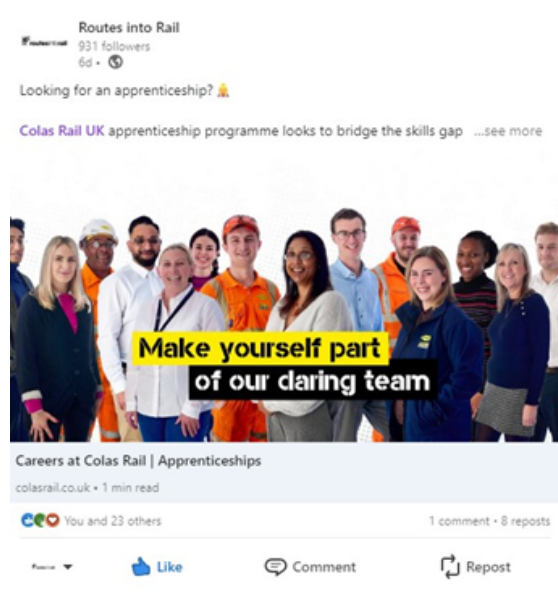 Routes into Rail
931 followers
6d •
Looking for an apprenticeship?
Colas Rail UK apprenticeship programme looks to bridge the skills gap ...see more
Make yourself part
of our daring team
Careers at Colas Rail | Apprenticeships
colasrail.co.uk • 1 min read
You and 23 others 1 comment • 8 reposts
Like Comment Repost